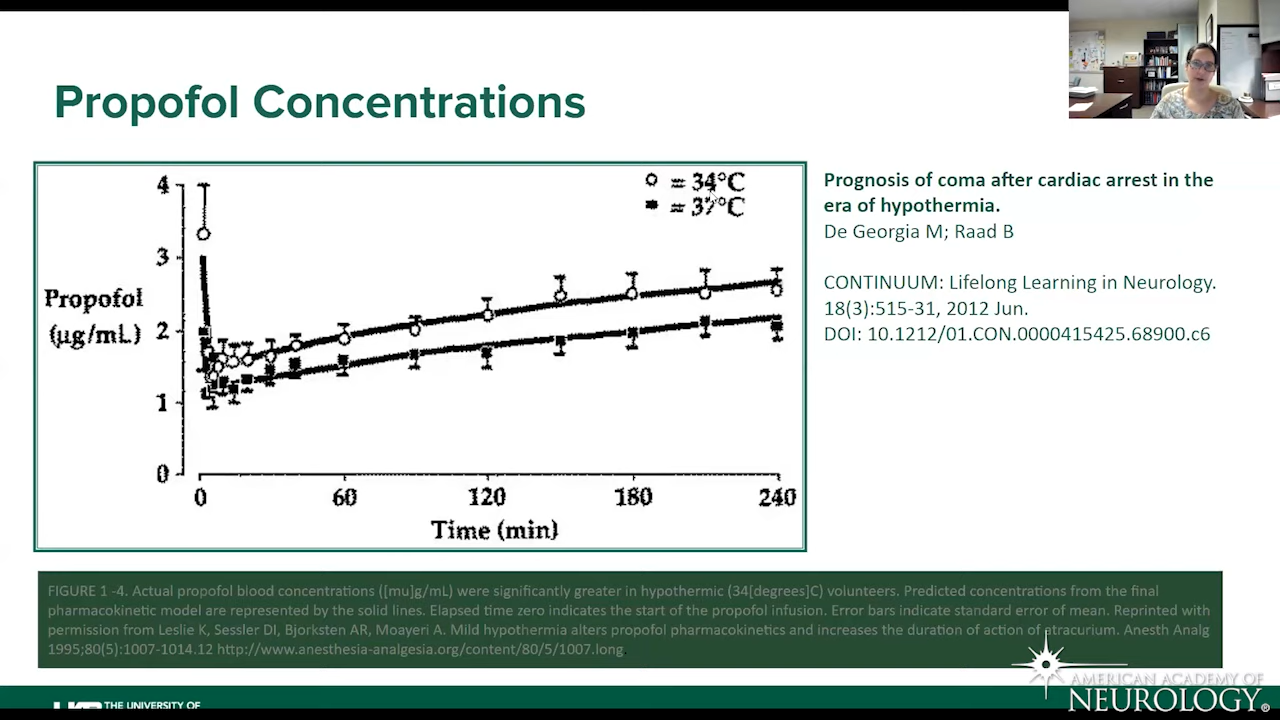 Propofol Concentrations
4
3
2
1
0
Propofol
(µg/mL)
= 34°C
= 37°C
0 60 120 180 240
Time (min)
Prognosis of coma after cardiac arrest in the
era of hypothermia.
De Georgia M; Raad B
CONTINUUM: Lifelong Learning in Neurology.
18(3):515-31, 2012 Jun.
DOI: 10.1212/01.CON.0000415425.68900.c6
FIGURE 1 -4. Actual propofol blood concentrations ([mu]g/mL) were significantly greater in hypothermic (34[degrees]C) volunteers. Predicted concentrations from the final
pharmacokinetic model are represented by the solid lines. Elapsed time zero indicates the start of the propofol infusion. Error bars indicate standard error of mean. Reprinted with
permission from Leslie K, Sessler DI, Bjorksten AR, Moayeri A. Mild hypothermia alters propofol pharmacokinetics and increases the duration of action of atracurium. Anesth Analg
1995;80(5):1007-1014.12 http://www.anesthesia-analgesia.org/content/80/5/1007.long.
THE UNIVERSITY OF
AMERICAN ACADEMY OF
NEUROLOGY®